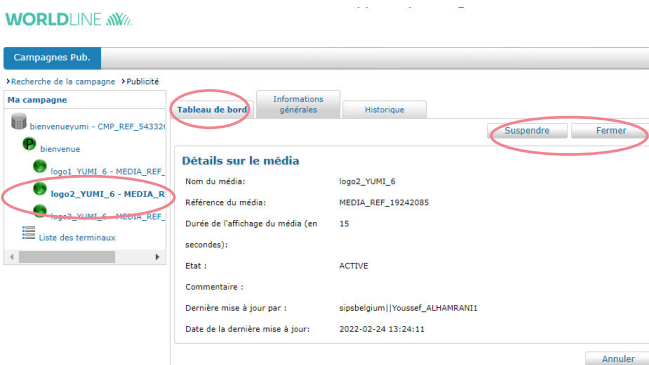 WORLDLINE
Campagnes Pub.
Recherche de la campagne Publicité
Ma campagne
bienvenueyumi - CMP_REF_54332
bienvenue
logo1_YUMI_6 - MEDIA_REF_
logo2_YUMI_6 - MEDIA_R
logo3_YUMI_6 - MEDIA_REF_
Liste des terminaux
Tableau de bord
Informations
générales
Historique
Suspendre Fermer
Détails sur le média
Nom du média: logo2_YUMI_6
Référence du média: MEDIA_REF_19242085
Durée de l'affichage du média (en 15
secondes):
Etat : ACTIVE
Commentaire :
Dernière mise à jour par : sipsbelgium||Youssef_ALHAMRANI1
Date de la dernière mise à jour: 2022-02-24 13:24:11
Annuler